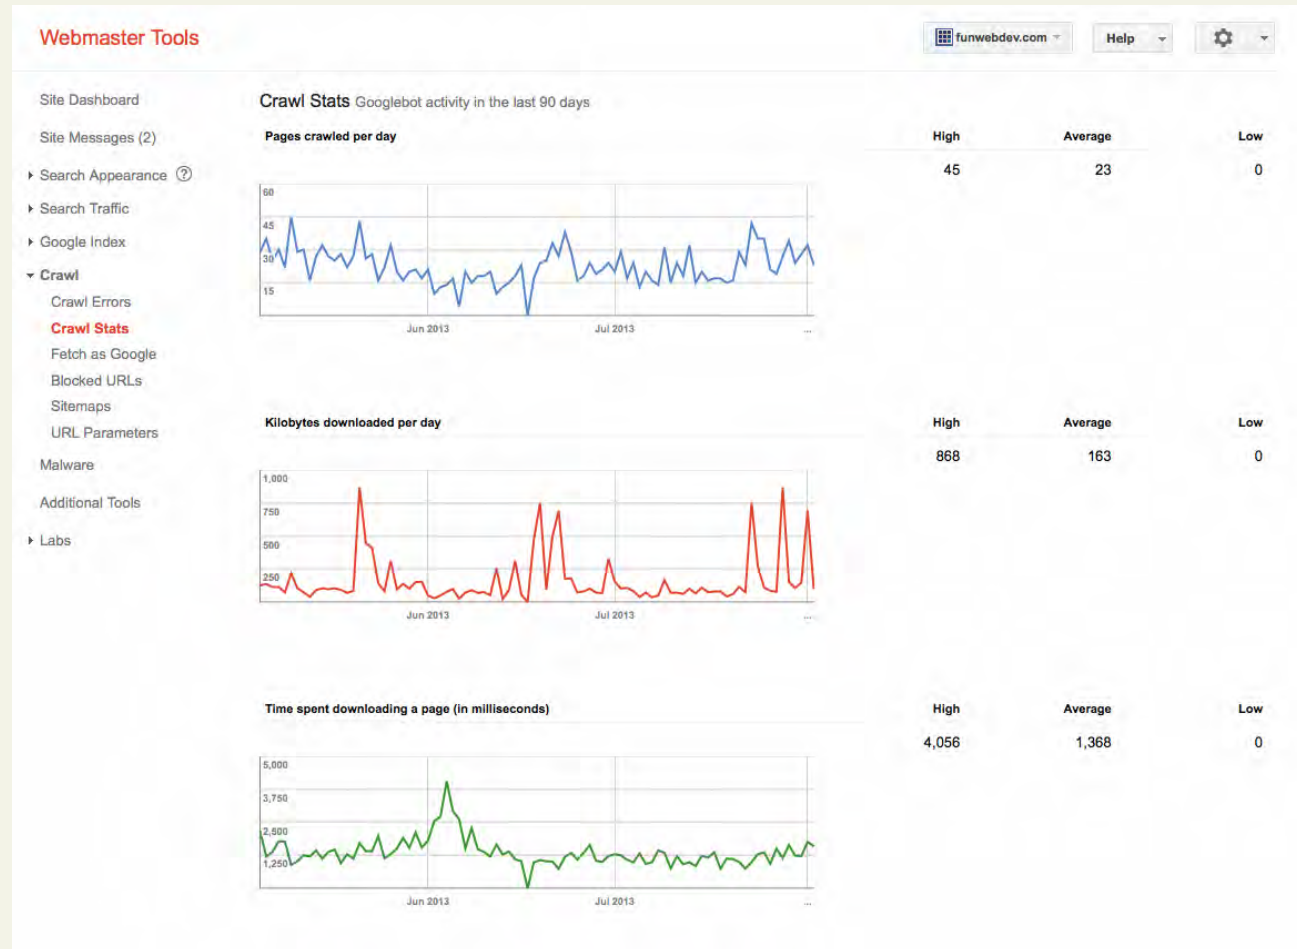 Webmaster Tools
funwebdev.com
Help
Site Dashboard
Site Messages (2)
Search Appearance ?
Search Traffic
Google Index
Crawl
Crawl Errors
Crawl Stats
Fetch as Google
Blocked URLs
Sitemaps
URL Parameters
Malware
Additional Tools
Labs
Crawl Stats Googlebot activity in the last 90 days
Pages crawled per day
High Average Low
45 23 0
60
45
30
15
Jun 2013 Jul 2013 ...
Kilobytes downloaded per day
High Average Low
868 163 0
1,000
750
500
250
Jun 2013 Jul 2013 ...
Time spent downloading a page (in milliseconds)
High Average Low
4,056 1,368 0
5,000
3,750
2,500
1,250
Jun 2013 Jul 2013 ...